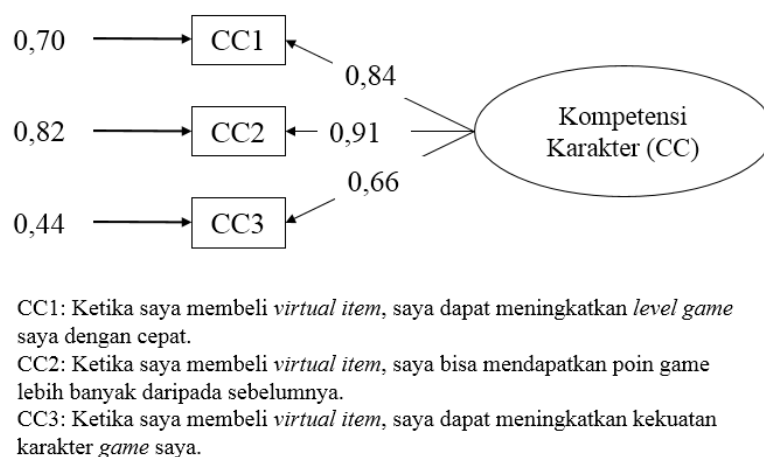 0,70
CC1
0,84
0,82
CC2
0,91
Kompetensi
Karakter (CC)
0,66
0,44
CC3
CC1: Ketika saya membeli virtual item, saya dapat meningkatkan level game
saya dengan cepat.
CC2: Ketika saya membeli virtual item, saya bisa mendapatkan poin game
lebih banyak daripada sebelumnya.
CC3: Ketika saya membeli virtual item, saya dapat meningkatkan kekuatan
karakter game saya.